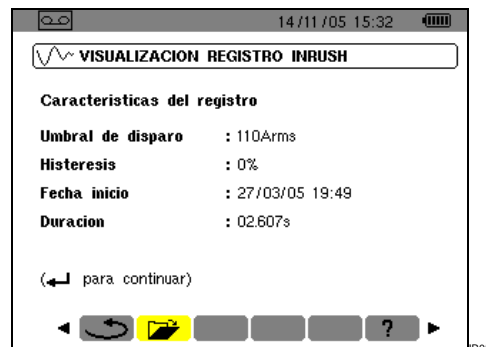 14/11/05 15:32
VISUALIZACION REGISTRO INRUSH
Caracteristicas del registro
Umbral de disparo : 110Arms
Histeresis : 0%
Fecha inicio : 27/03/05 19:49
Duracion : 02.607s
(↵ para continuar)
?